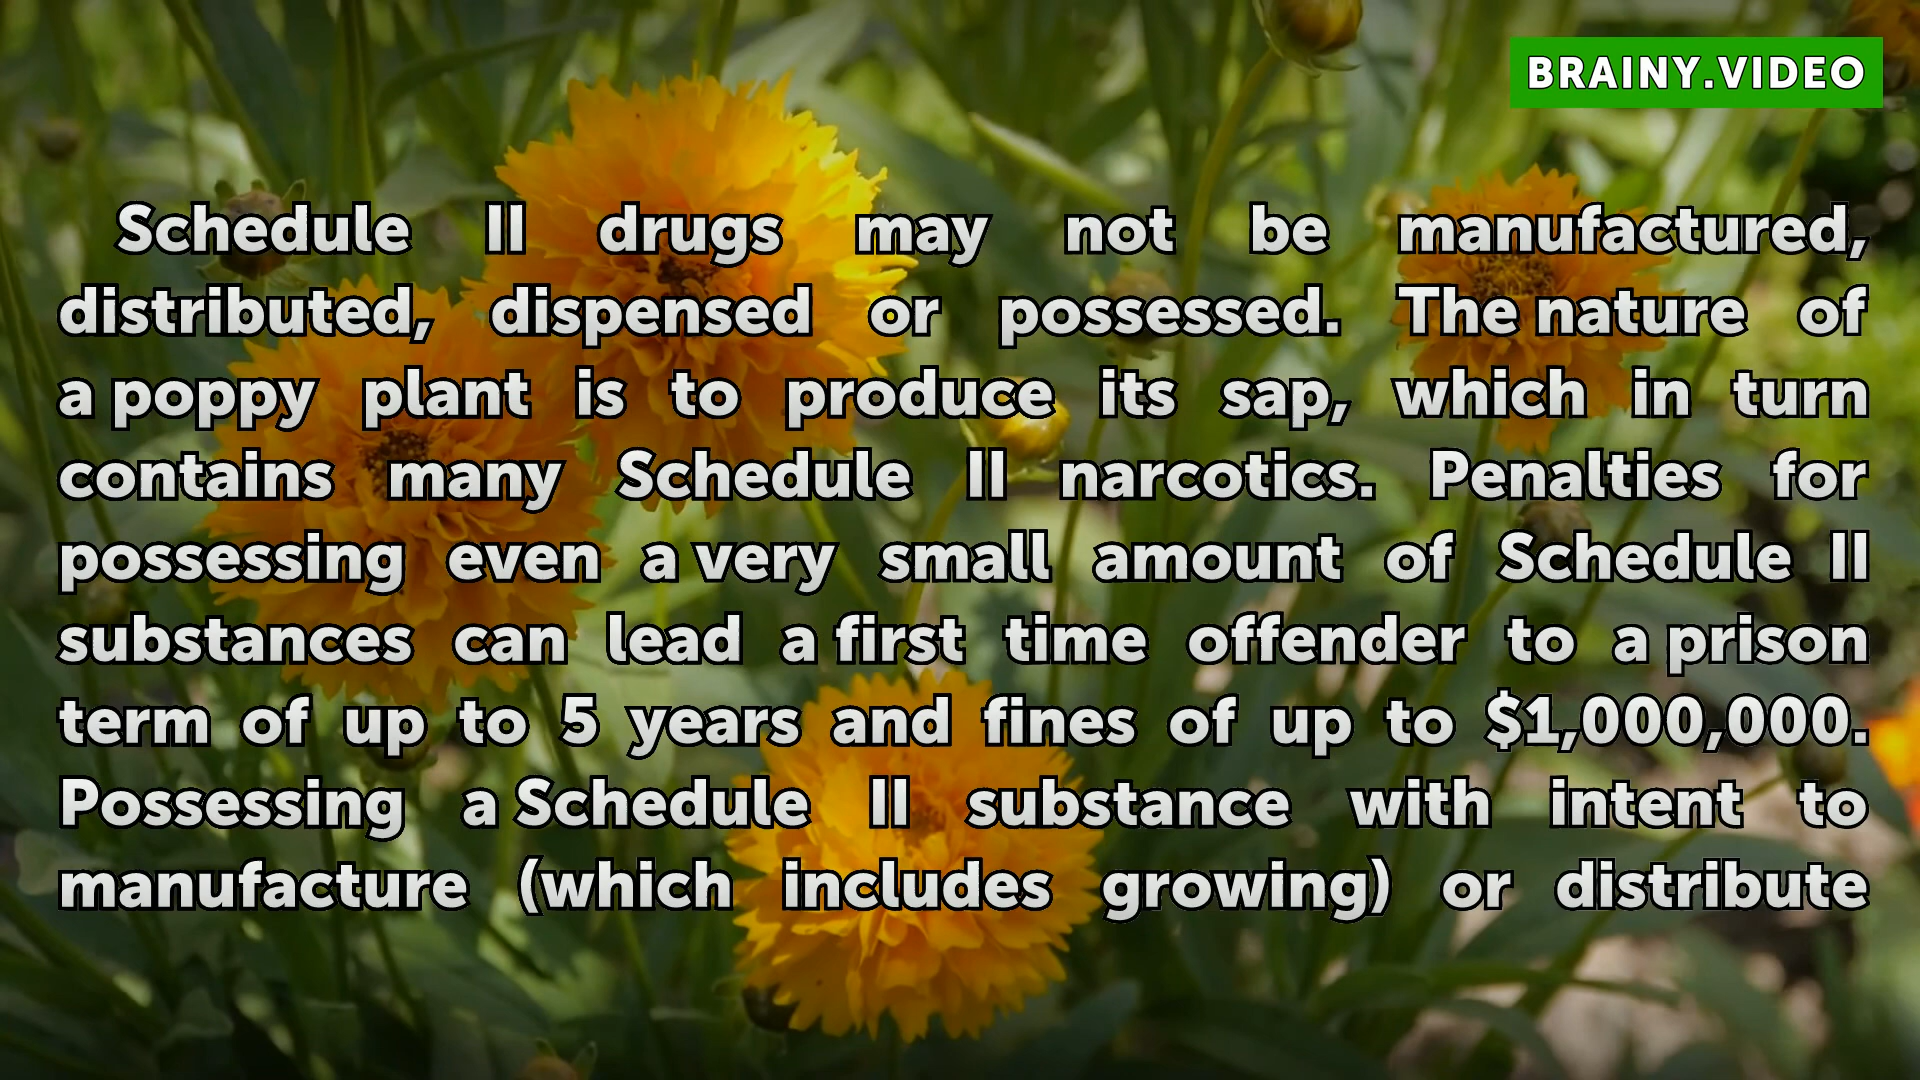 BRAINY.VIDEO
Schedule II drugs may not be manufactured,
distributed, dispensed or possessed. The nature of
a poppy plant is to produce its sap, which in turn
contains many Schedule II narcotics. Penalties for
possessing even a very small amount of Schedule II
substances can lead a first time offender to a prison
term of up to 5 years and fines of up to $1,000,000.
Possessing a Schedule II substance with intent to
manufacture (which includes growing) or distribute